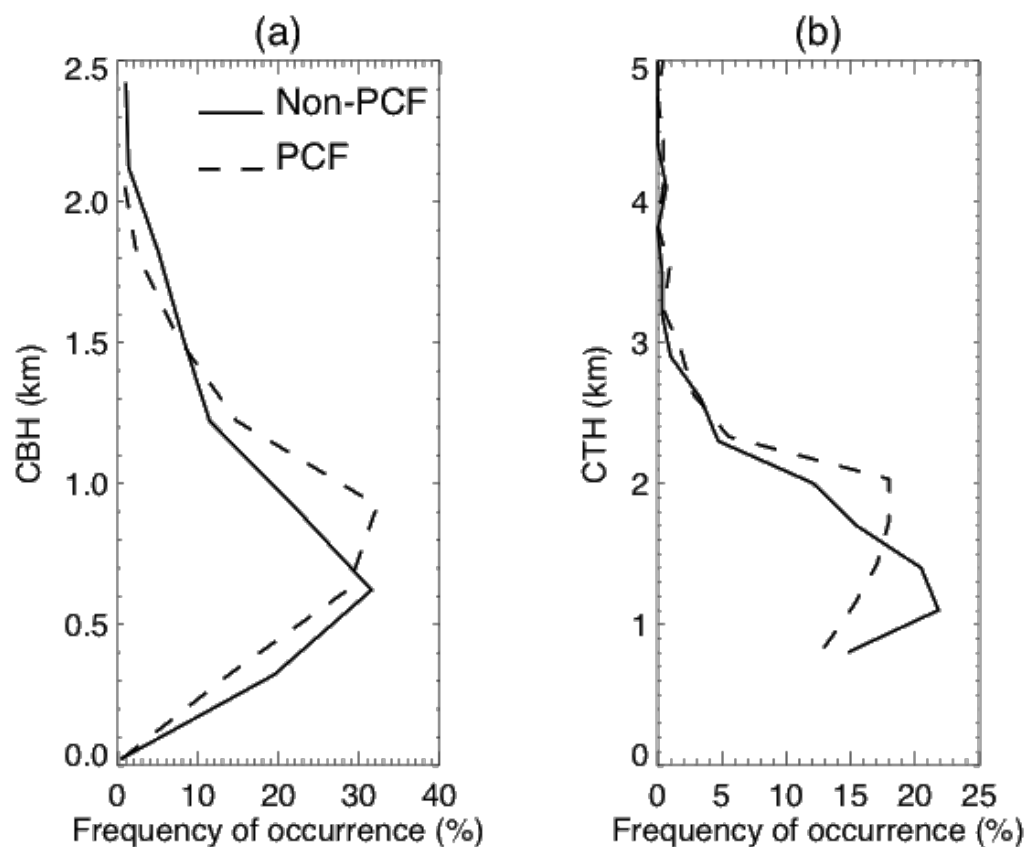 (a)
2.5
2.0
1.5
1.0
0.5
0.0
CBH (km)
Non-PCF
PCF
0 10 20 30 40
Frequency of occurrence (%)
(b)
5
4
3
2
1
0
CTH (km)
0 5 10 15 20 25
Frequency of occurrence (%)